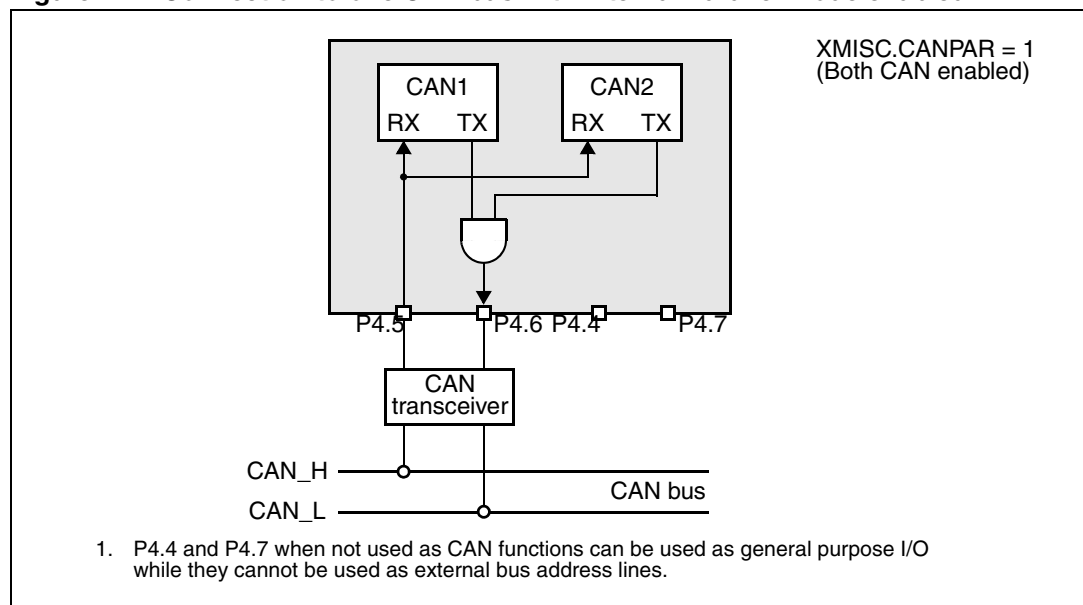 XMISC.CANPAR = 1
(Both CAN enabled)
CAN1
CAN2
RX TX
RX TX
P4.5
P4.6
P4.4
P4.7
CAN
transceiver
CAN_H
CAN bus
CAN_L
1. P4.4 and P4.7 when not used as CAN functions can be used as general purpose I/O
while they cannot be used as external bus address lines.